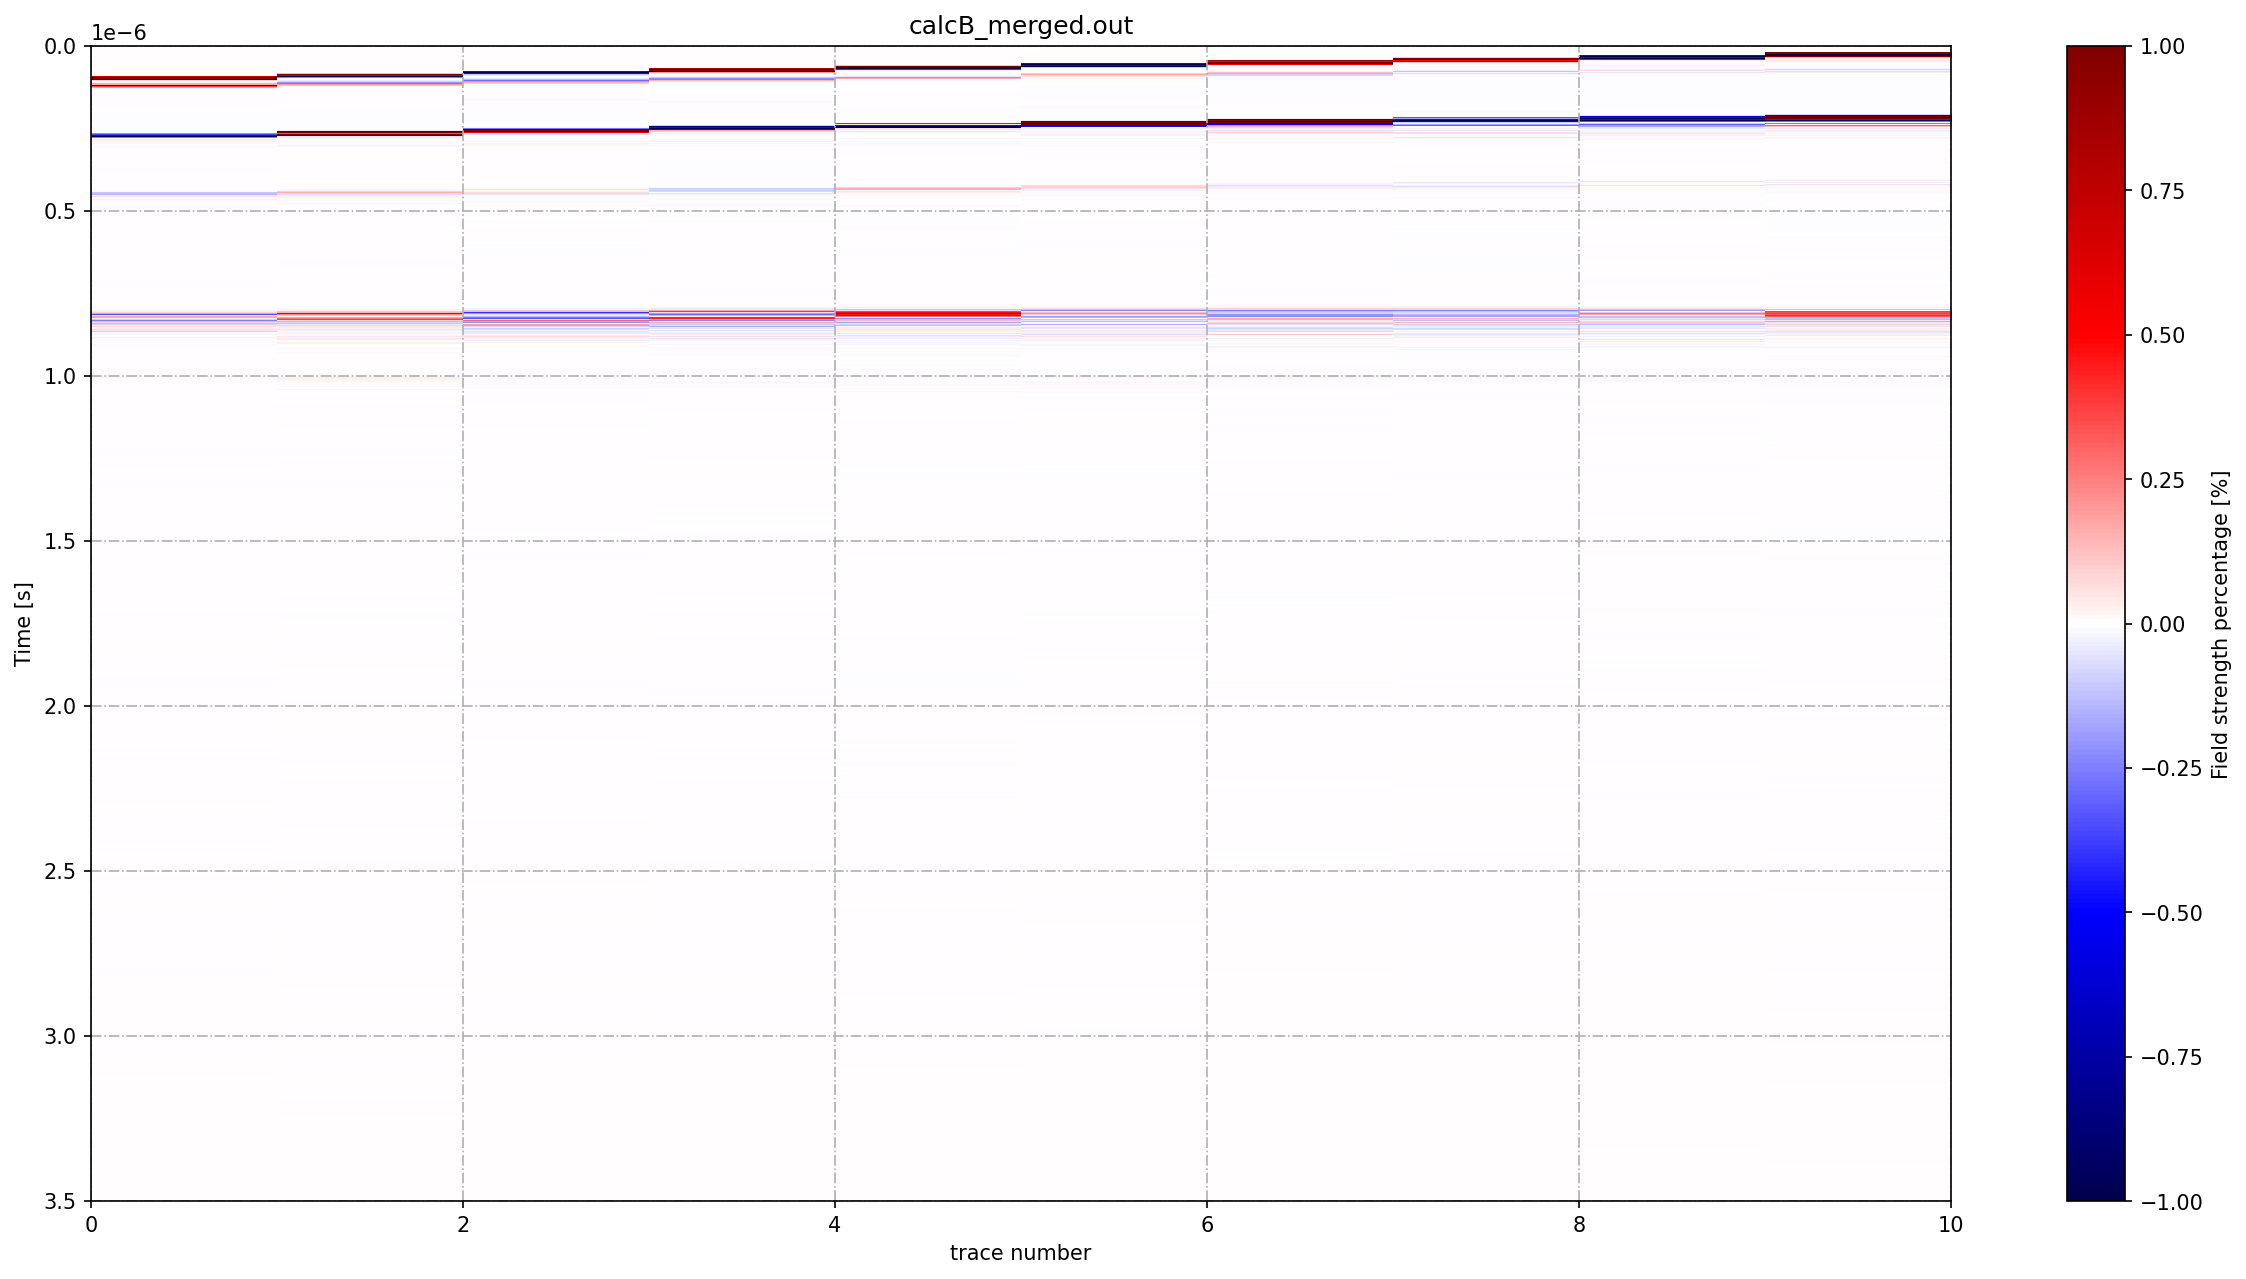 calcB_merged.out
1e−6
0.0
0.5
1.0
1.5
2.0
2.5
3.0
3.5
Time [s]
0 2 4 6 8 10
trace number
1.00
0.75
0.50
0.25
0.00
−0.25
−0.50
−0.75
−1.00
Field strength percentage [%]